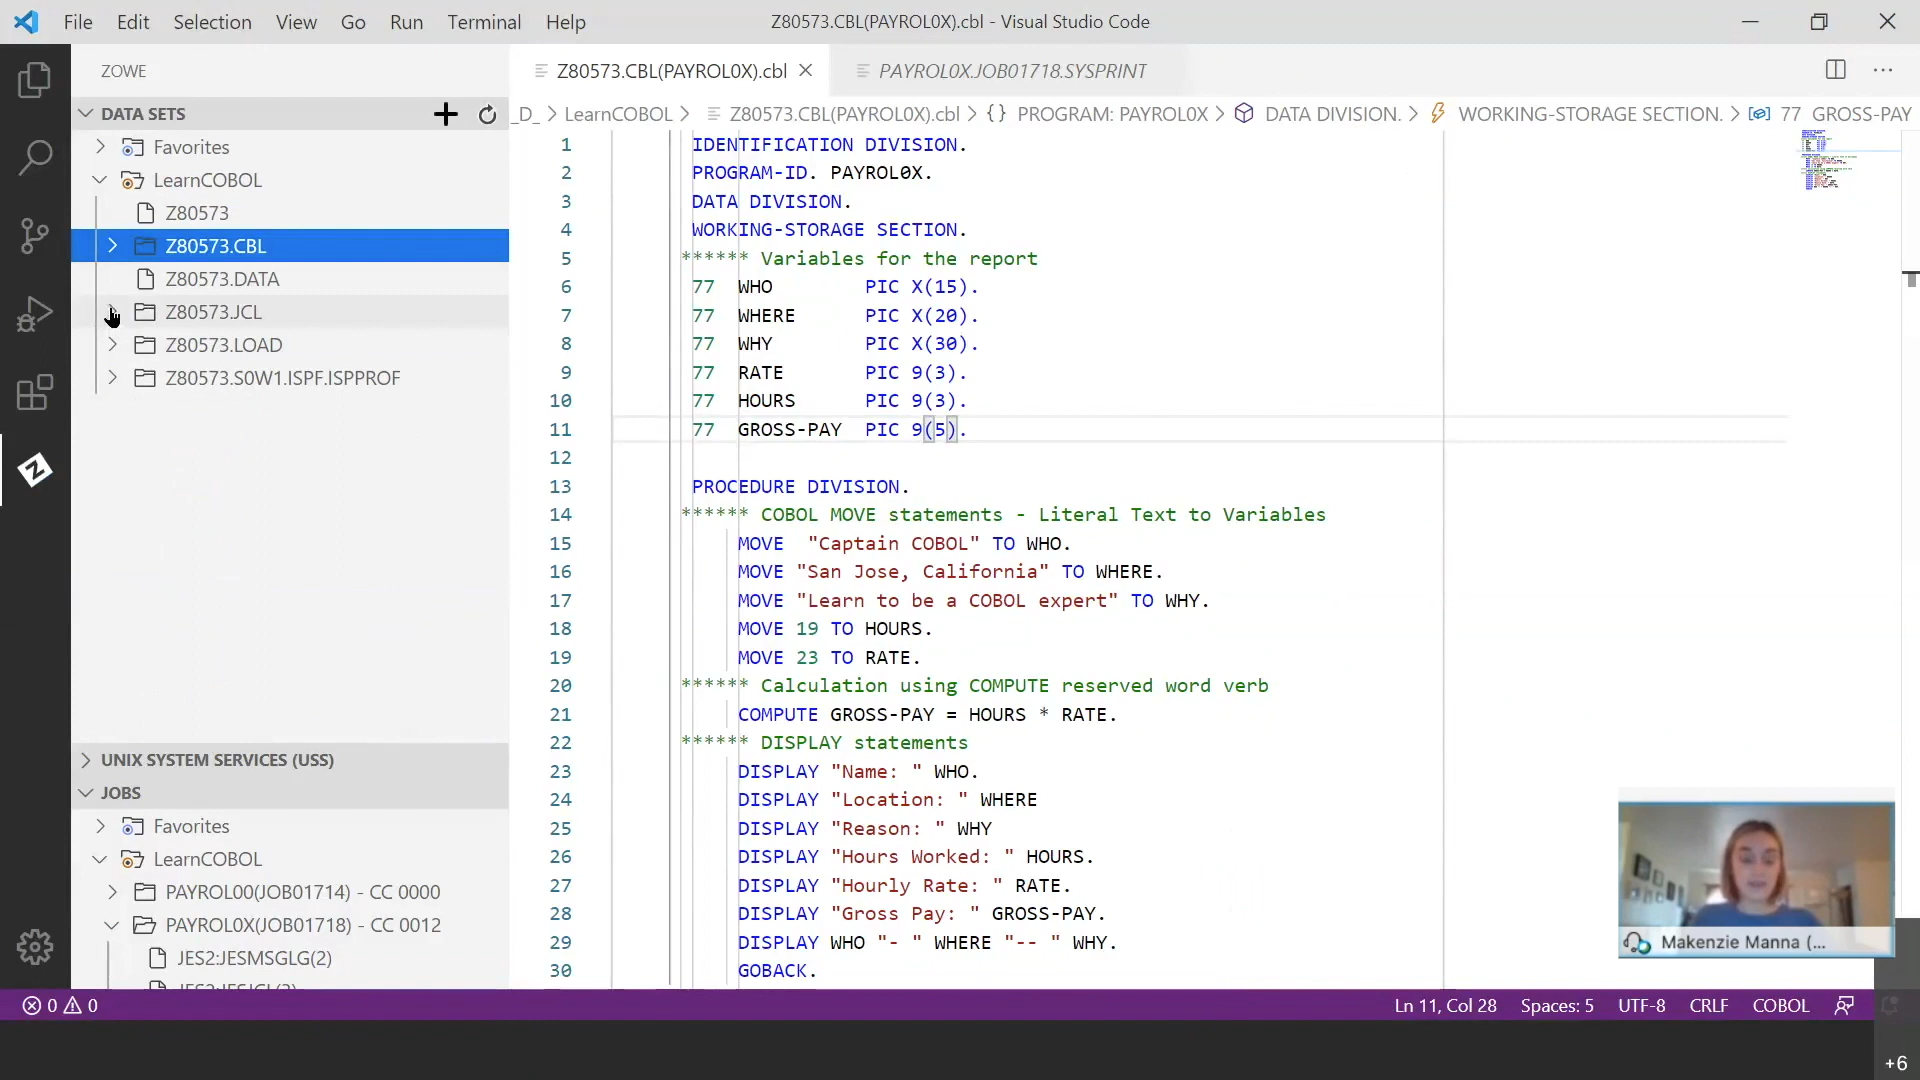 File Edit Selection View Go Run Terminal Help Z80573.CBL(PAYROL0X).cbl - Visual Studio Code
ZOWE
DATA SETS
Favorites
LearnCOBOL
Z80573
Z80573.CBL
Z80573.DATA
Z80573.JCL
Z80573.LOAD
Z80573.S0W1.ISPF.ISPPROF
UNIX SYSTEM SERVICES (USS)
JOBS
Favorites
LearnCOBOL
PAYROL00(JOB01714) - CC 0000
PAYROL0X(JOB01718) - CC 0012
JES2:JESMSGLG(2)
JES2:JESJCL(3)
Z80573.CBL(PAYROL0X).cbl PAYROL0X.JOB01718.SYSPRINT
_D_ > LearnCOBOL > Z80573.CBL(PAYROL0X).cbl > {} PROGRAM: PAYROL0X > DATA DIVISION. > WORKING-STORAGE SECTION. > 77 GROSS-PAY
1 IDENTIFICATION DIVISION.
2 PROGRAM-ID. PAYROL0X.
3 DATA DIVISION.
4 WORKING-STORAGE SECTION.
5 ****** Variables for the report
6 77 WHO PIC X(15).
7 77 WHERE PIC X(20).
8 77 WHY PIC X(30).
9 77 RATE PIC 9(3).
10 77 HOURS PIC 9(3).
11 77 GROSS-PAY PIC 9(5).
12
13 PROCEDURE DIVISION.
14 ****** COBOL MOVE statements - Literal Text to Variables
15 MOVE "Captain COBOL" TO WHO.
16 MOVE "San Jose, California" TO WHERE.
17 MOVE "Learn to be a COBOL expert" TO WHY.
18 MOVE 19 TO HOURS.
19 MOVE 23 TO RATE.
20 ****** Calculation using COMPUTE reserved word verb
21 COMPUTE GROSS-PAY = HOURS * RATE.
22 ****** DISPLAY statements
23 DISPLAY "Name: " WHO.
24 DISPLAY "Location: " WHERE
25 DISPLAY "Reason: " WHY
26 DISPLAY "Hours Worked: " HOURS.
27 DISPLAY "Hourly Rate: " RATE.
28 DISPLAY "Gross Pay: " GROSS-PAY.
29 DISPLAY WHO "- " WHERE "-- " WHY.
30 GOBACK.
Makenzie Manna (...
0 0 Ln 11, Col 28 Spaces: 5 UTF-8 CRLF COBOL
+6